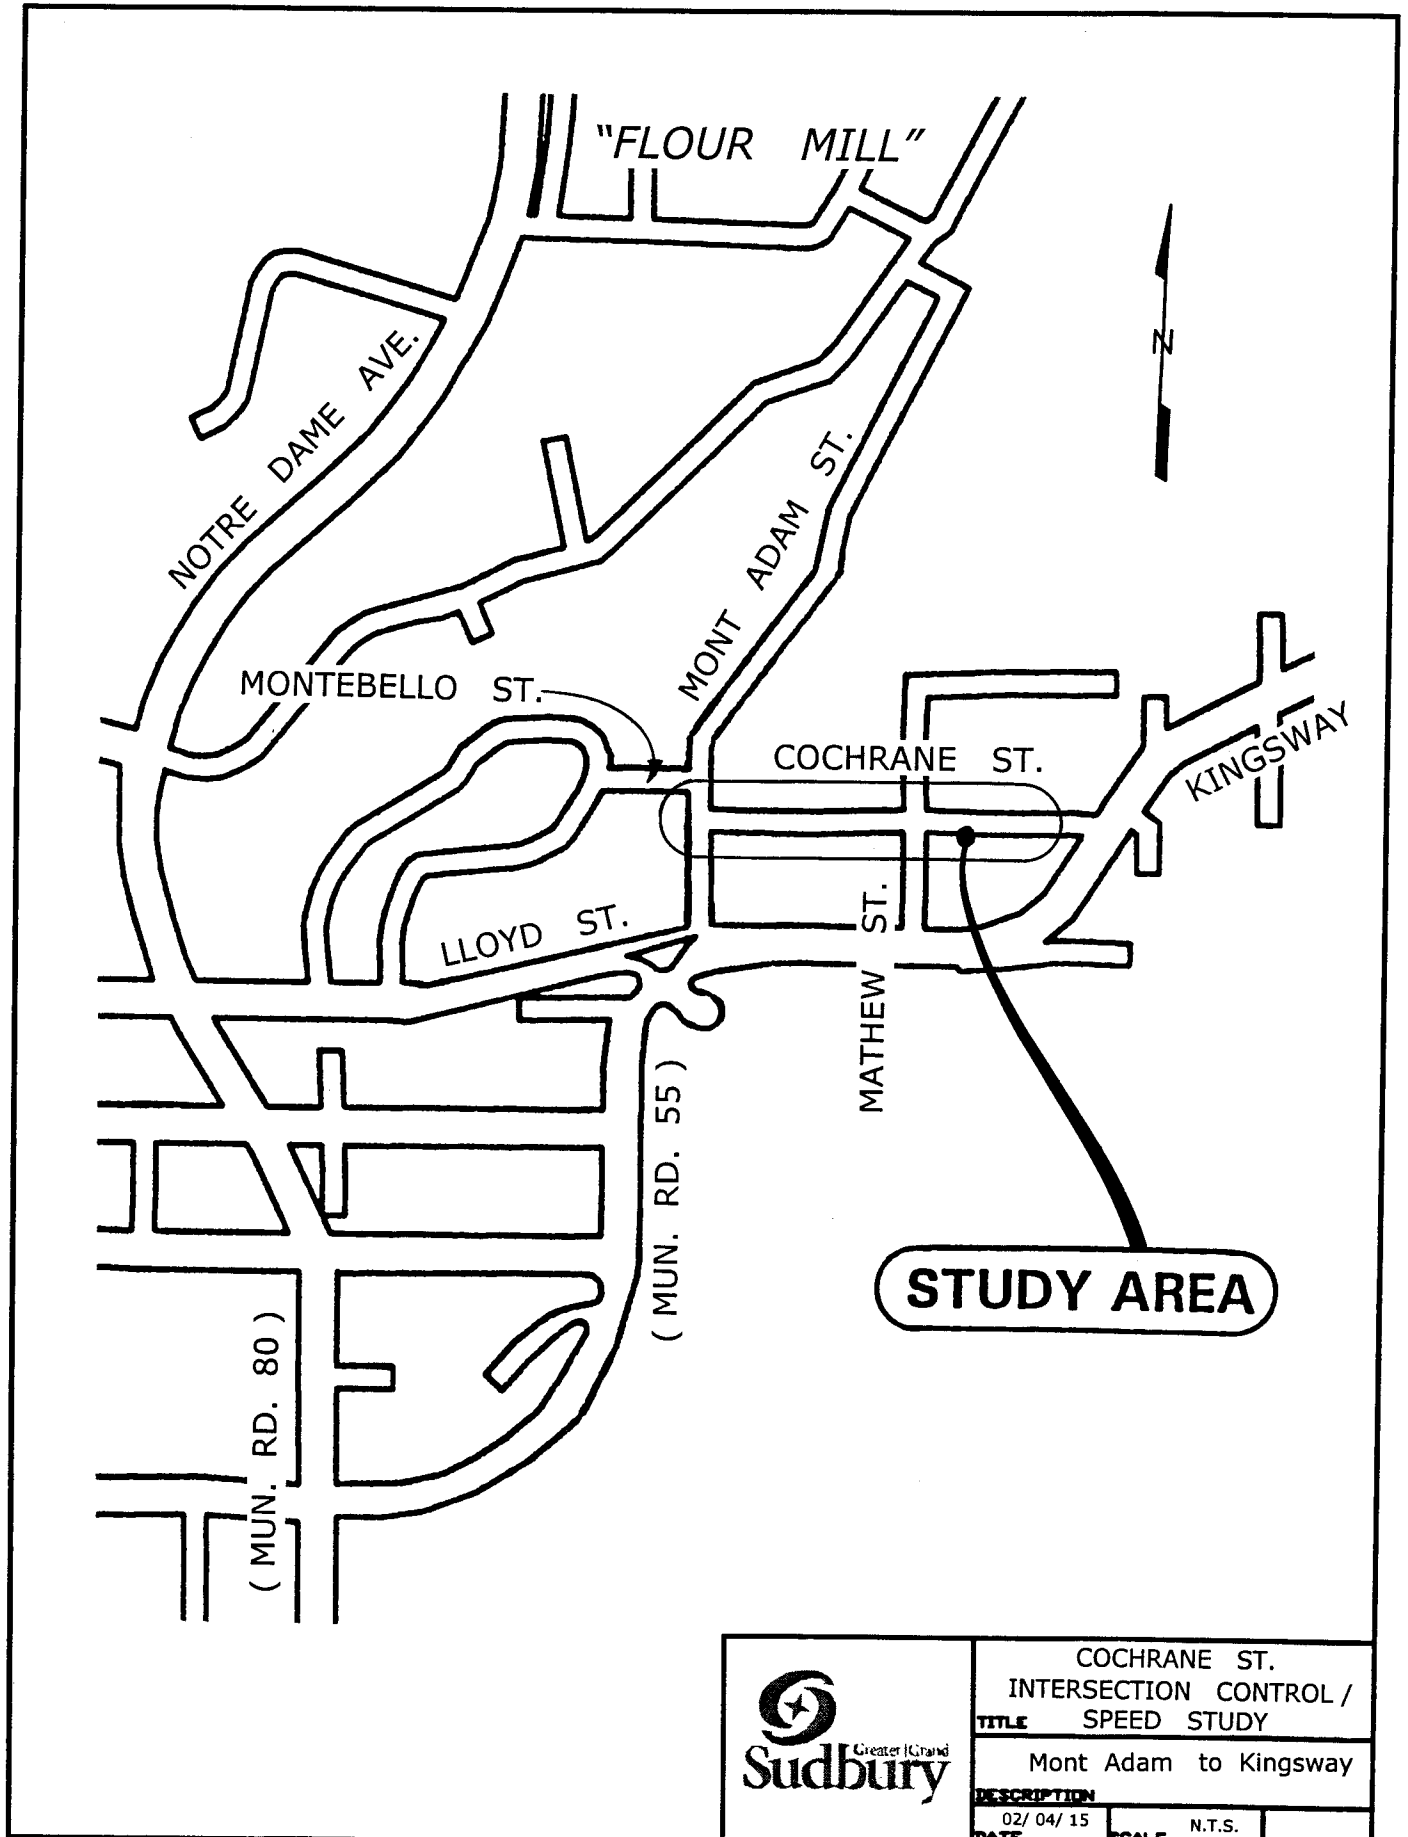 "FLOUR MILL"
N
NOTRE DAME AVE.
MONT ADAM ST.
MONTEBELLO ST.
COCHRANE ST.
KINGSWAY
LLOYD ST.
MATHEW ST.
( MUN. RD. 55 )
STUDY AREA
( MUN. RD. 80 )
Greater | Grand
Sudbury
COCHRANE ST.
INTERSECTION CONTROL /
TITLE SPEED STUDY
Mont Adam to Kingsway
DESCRIPTION
02/ 04/ 15
DATE
N.T.S.
SCALE